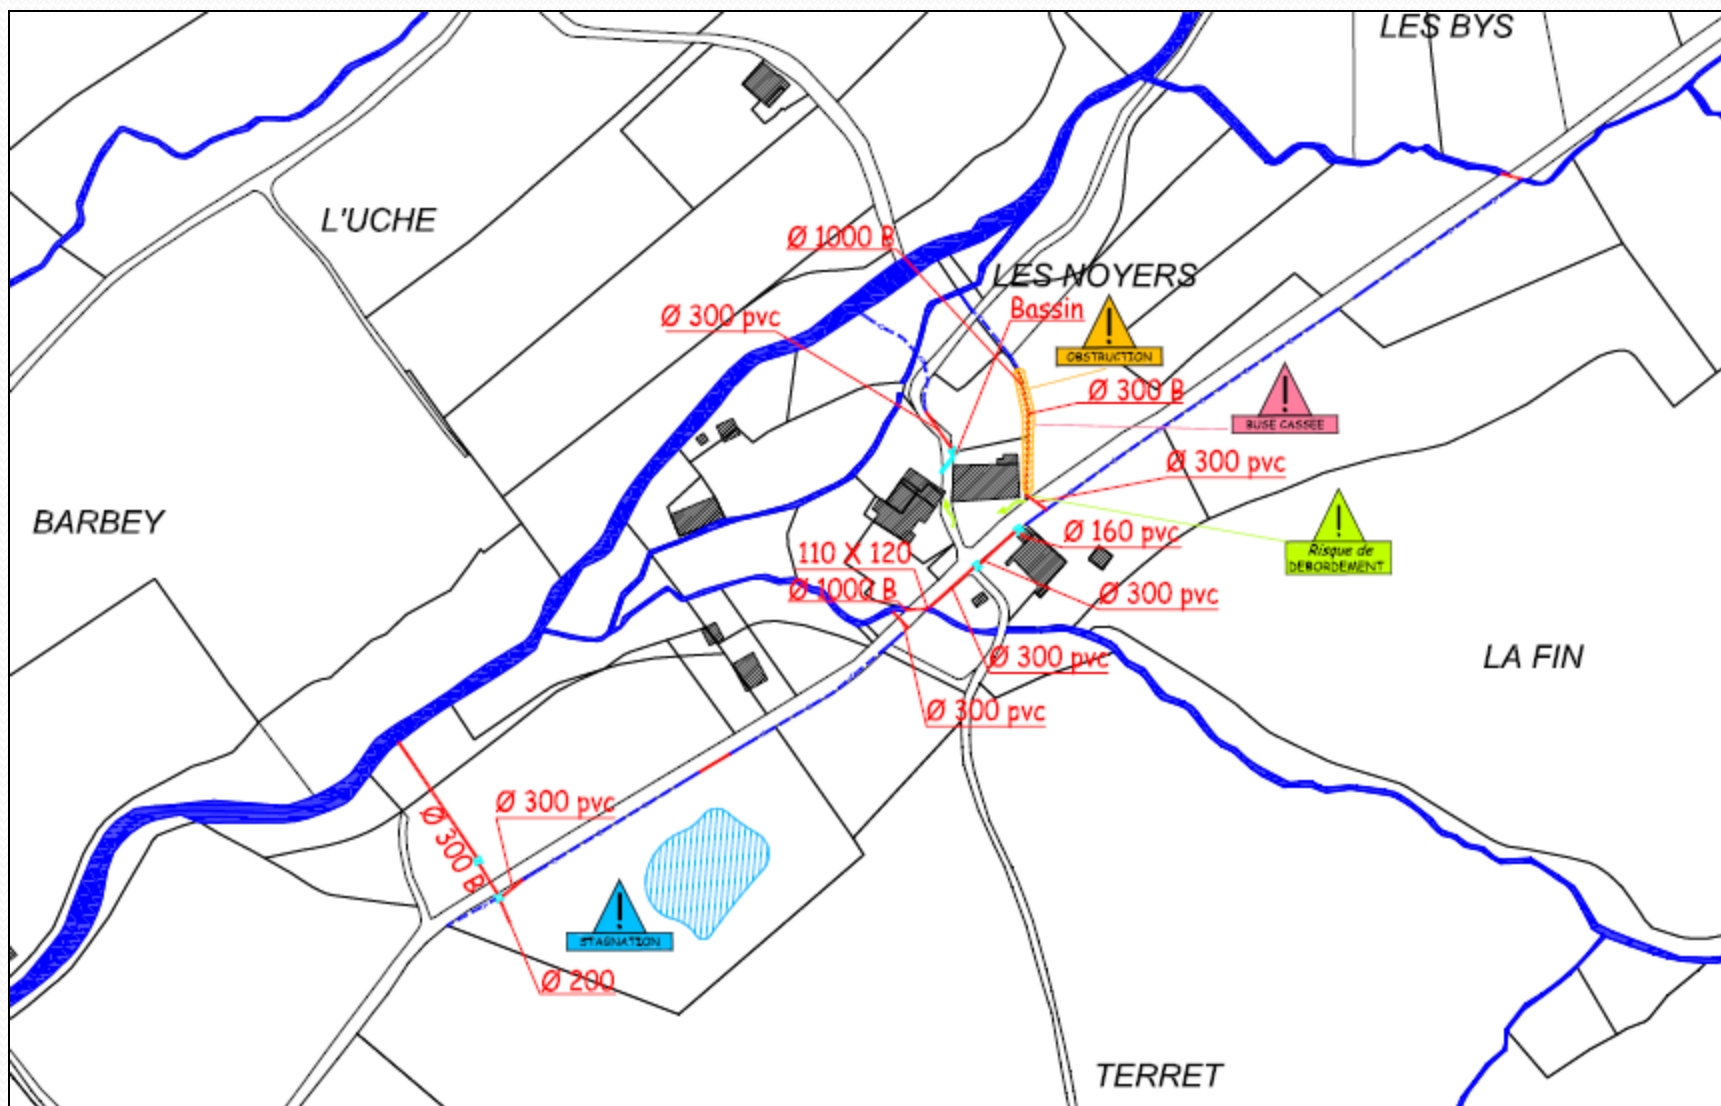 LES BYS
L'UCHE
Ø 1000 B
LES NOYERS
Bassin
Ø 300 pvc
OBSTRUCTION
Ø 300 B
BUSE CASSEE
Ø 300 pvc
BARBEY
Ø 160 pvc
Risque de
DEBORDEMENT
110 X 120
Ø 1000 B
Ø 300 pvc
Ø 300 pvc
LA FIN
Ø 300 pvc
Ø 300 pvc
Ø 300 B
STAGNATION
Ø 200
TERRET